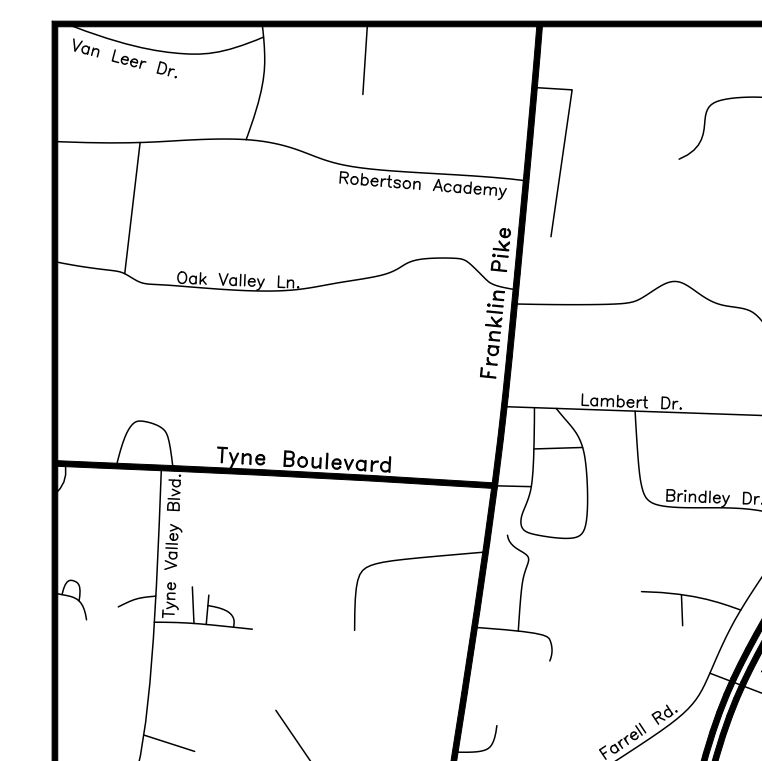 Van Leer Dr.
Robertson Academy
Oak Valley Ln.
Franklin Pike
Lambert Dr.
Tyne Boulevard
Tyne Valley Blvd.
Brindley Dr.
Farrell Rd.